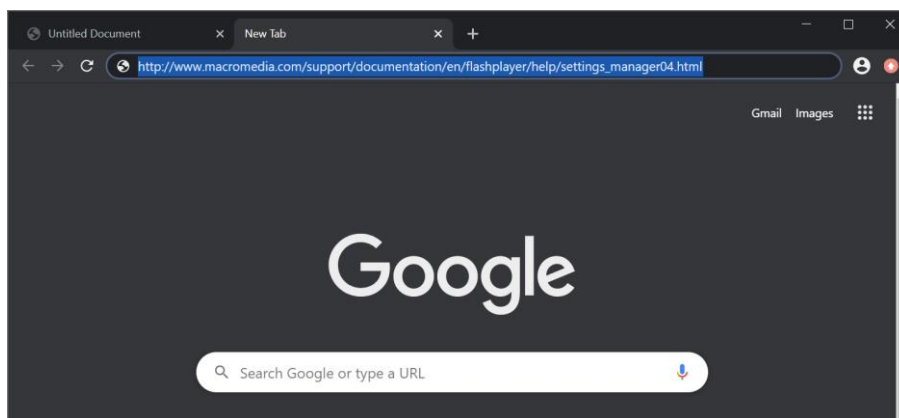 Untitled Document New Tab
http://www.macromedia.com/support/documentation/en/flashplayer/help/settings_manager04.html
Gmail Images
Google
Search Google or type a URL